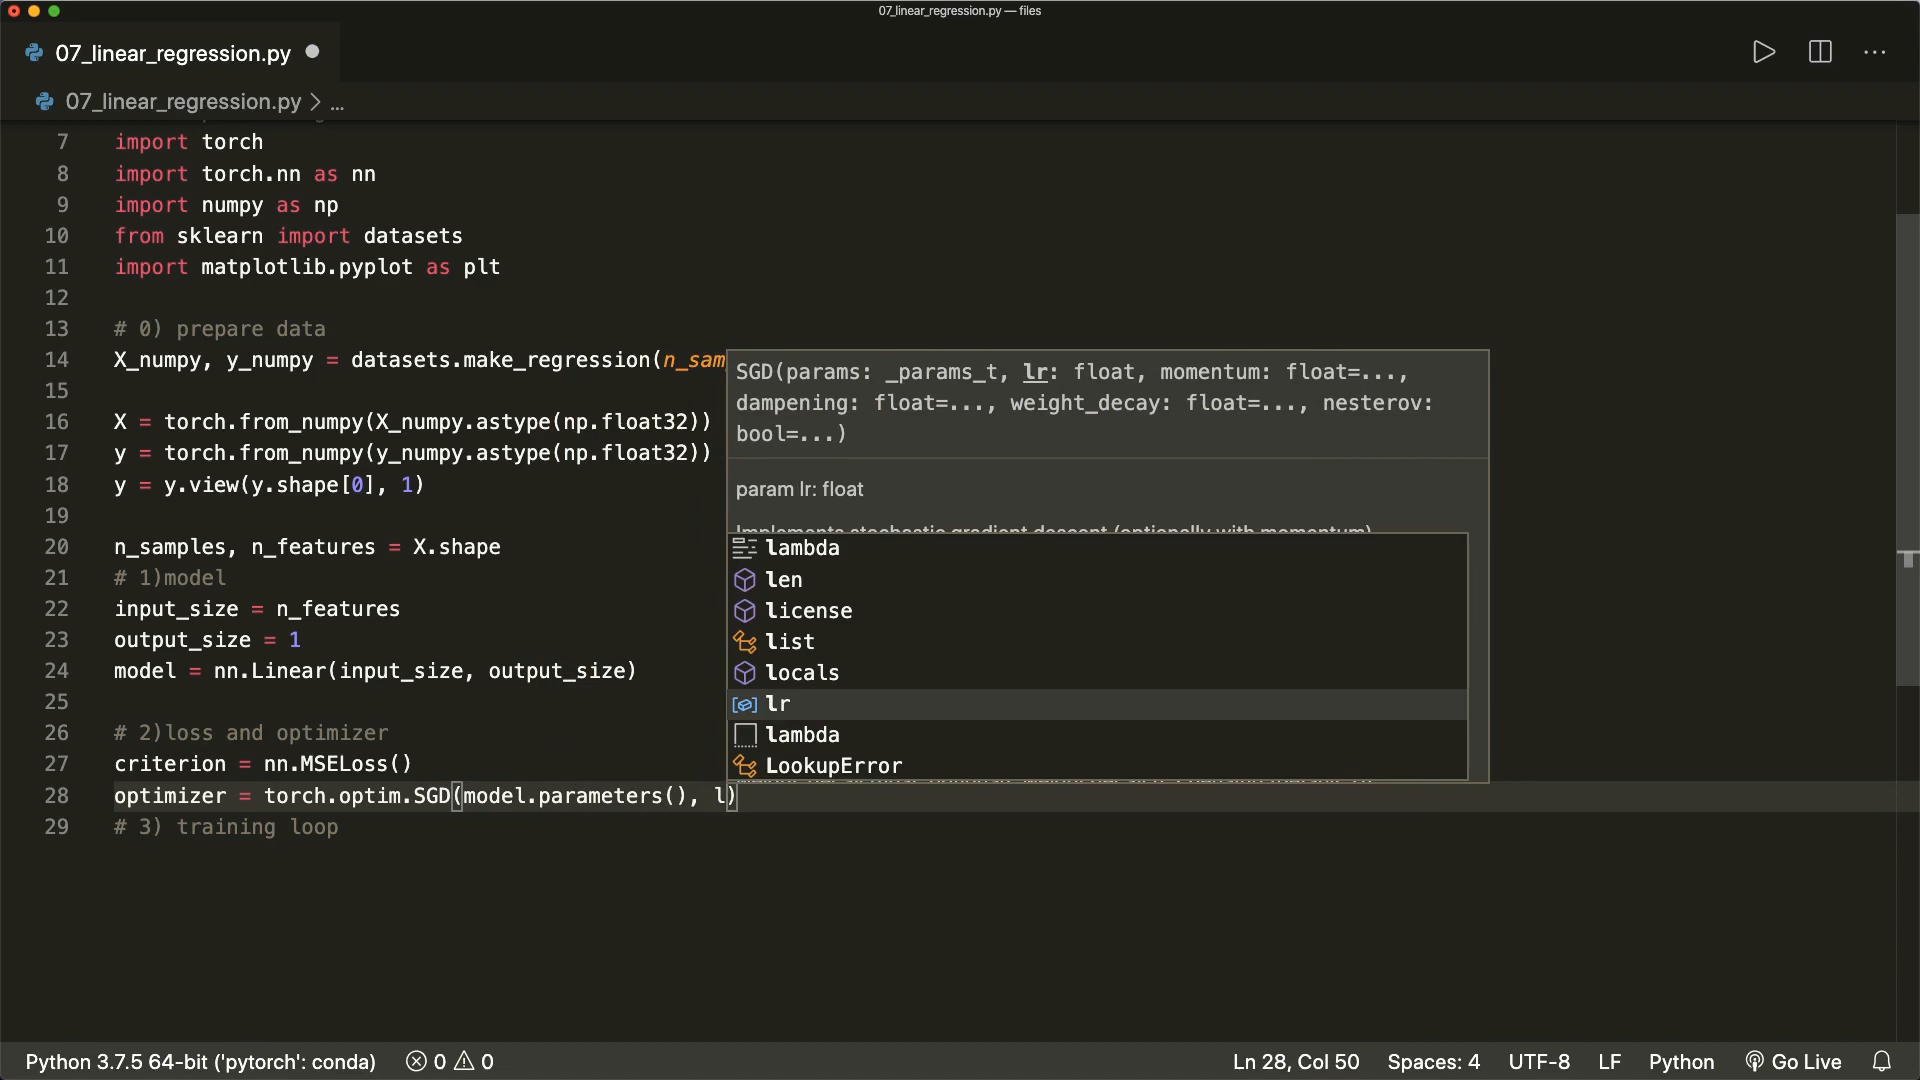 07_linear_regression.py — files
07_linear_regression.py
07_linear_regression.py > ...
7 import torch
8 import torch.nn as nn
9 import numpy as np
10 from sklearn import datasets
11 import matplotlib.pyplot as plt
12
13 # 0) prepare data
14 X_numpy, y_numpy = datasets.make_regression(n_sam
15
16 X = torch.from_numpy(X_numpy.astype(np.float32))
17 y = torch.from_numpy(y_numpy.astype(np.float32))
18 y = y.view(y.shape[0], 1)
19
20 n_samples, n_features = X.shape
21 # 1)model
22 input_size = n_features
23 output_size = 1
24 model = nn.Linear(input_size, output_size)
25
26 # 2)loss and optimizer
27 criterion = nn.MSELoss()
28 optimizer = torch.optim.SGD(model.parameters(), l)
29 # 3) training loop
SGD(params: _params_t, lr: float, momentum: float=...,
dampening: float=..., weight_decay: float=..., nesterov:
bool=...)
param lr: float
Implements stochastic gradient descent (optionally with momentum).
lambda
len
license
list
locals
lr
lambda
LookupError
Python 3.7.5 64-bit ('pytorch': conda) 0 0 Ln 28, Col 50 Spaces: 4 UTF-8 LF Python Go Live